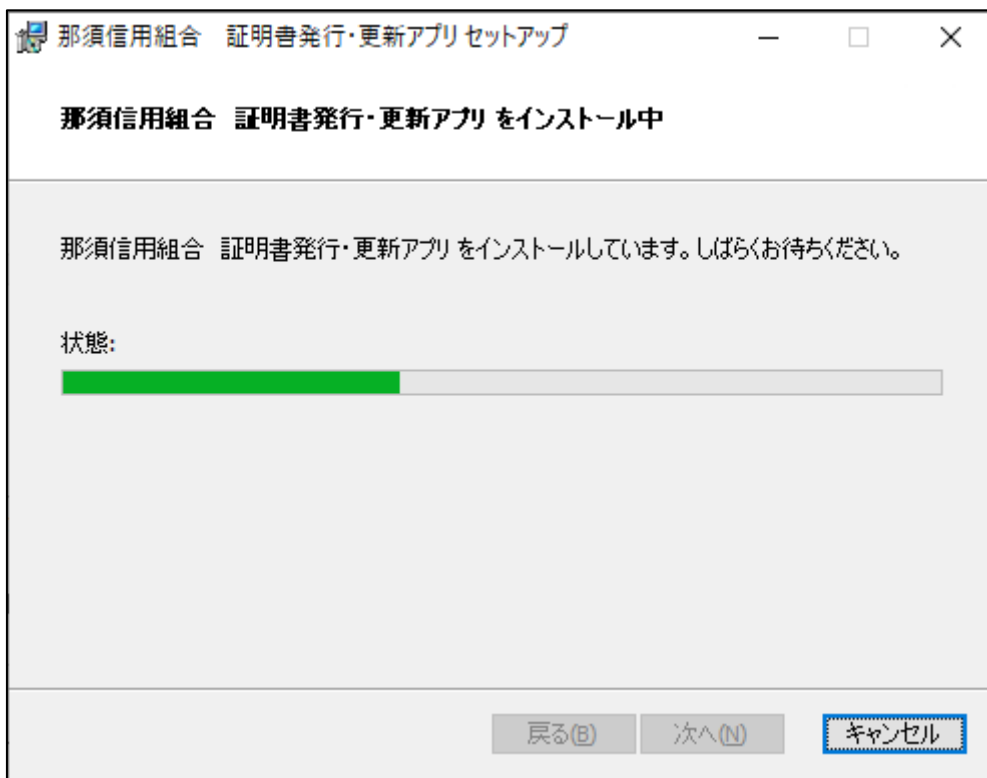 那須信用組合　証明書発行・更新アプリ セットアップ
那須信用組合　証明書発行・更新アプリ をインストール中
那須信用組合　証明書発行・更新アプリ をインストールしています。しばらくお待ちください。
状態:
戻る(B) 次へ(N) キャンセル